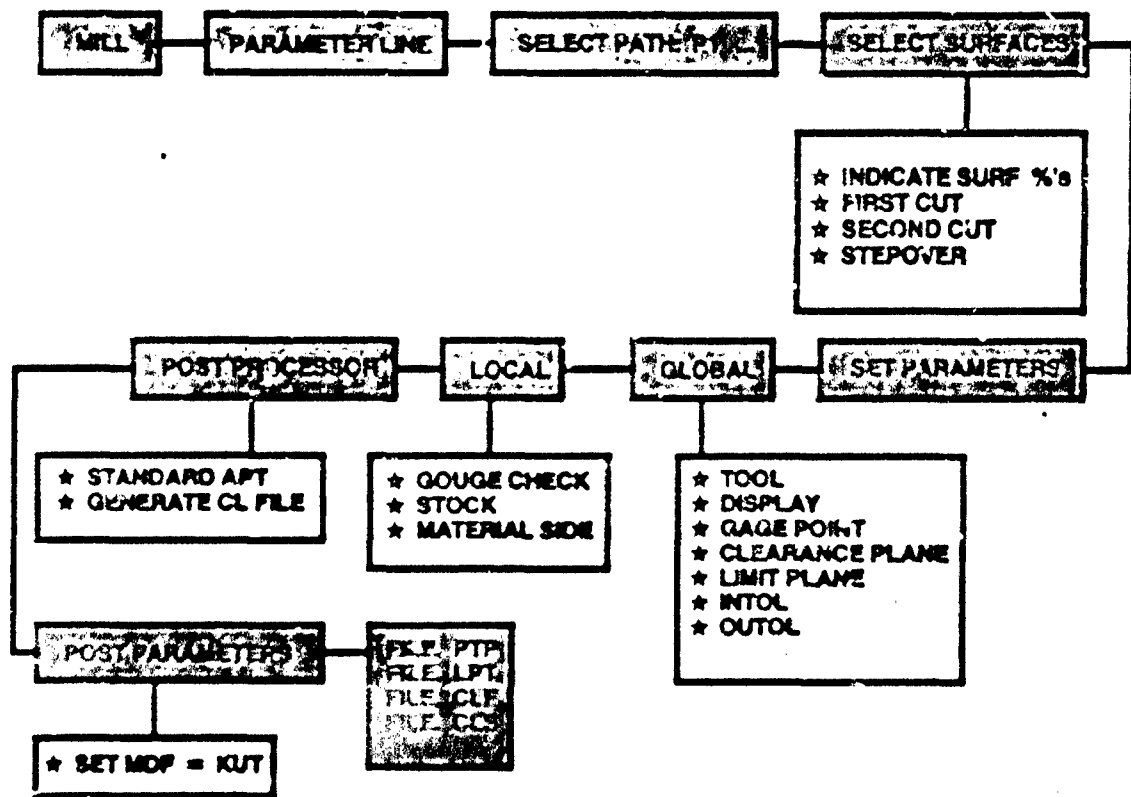 MILL
PARAMETER LINE
SELECT PATH
SELECT SURFACES
★ INDICATE SURF %'s
★ FIRST CUT
★ SECOND CUT
★ STEPOVER
POST PROCESSOR
LOCAL
GLOBAL
SET PARAMETERS
★ STANDARD APT
★ GENERATE CL FILE
★ GOUGE CHECK
★ STOCK
★ MATERIAL SIDE
★ TOOL
★ DISPLAY
★ GAGE POINT
★ CLEARANCE PLANE
★ LIMIT PLANE
★ INTOL
★ OUTOL
POST PARAMETERS
FILE. PTP
FILE. LPT
FILE. CLF
FILE. CCS
★ SET MDF = KUT